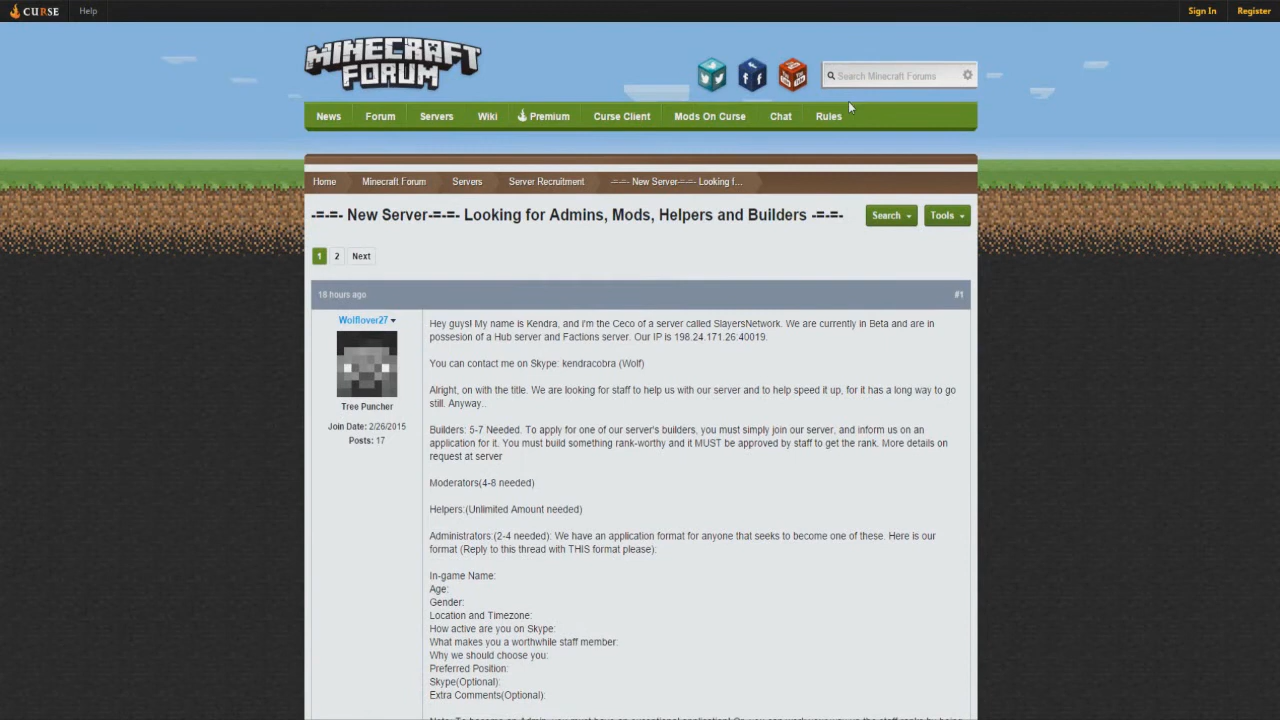 CURSE Help Sign In Register
MINECRAFT
FORUM
Search Minecraft Forums
News Forum Servers Wiki Premium Curse Client Mods On Curse Chat Rules
Home Minecraft Forum Servers Server Recruitment -=-=- New Server-=-=- Looking f...
-=-=- New Server-=-=- Looking for Admins, Mods, Helpers and Builders -=-=-
Search Tools
1 2 Next
18 hours ago #1
Wolflover27
Tree Puncher
Join Date: 2/26/2015
Posts: 17
Hey guys! My name is Kendra, and i'm the Ceco of a server called SlayersNetwork. We are currently in Beta and are in
possesion of a Hub server and Factions server. Our IP is 198.24.171.26:40019.
You can contact me on Skype: kendracobra (Wolf)
Alright, on with the title. We are looking for staff to help us with our server and to help speed it up, for it has a long way to go
still. Anyway..
Builders: 5-7 Needed. To apply for one of our server's builders, you must simply join our server, and inform us on an
application for it. You must build something rank-worthy and it MUST be approved by staff to get the rank. More details on
request at server
Moderators(4-8 needed)
Helpers:(Unlimited Amount needed)
Administrators:(2-4 needed): We have an application format for anyone that seeks to become one of these. Here is our
format (Reply to this thread with THIS format please):
In-game Name:
Age:
Gender:
Location and Timezone:
How active are you on Skype:
What makes you a worthwhile staff member:
Why we should choose you:
Preferred Position:
Skype(Optional):
Extra Comments(Optional):